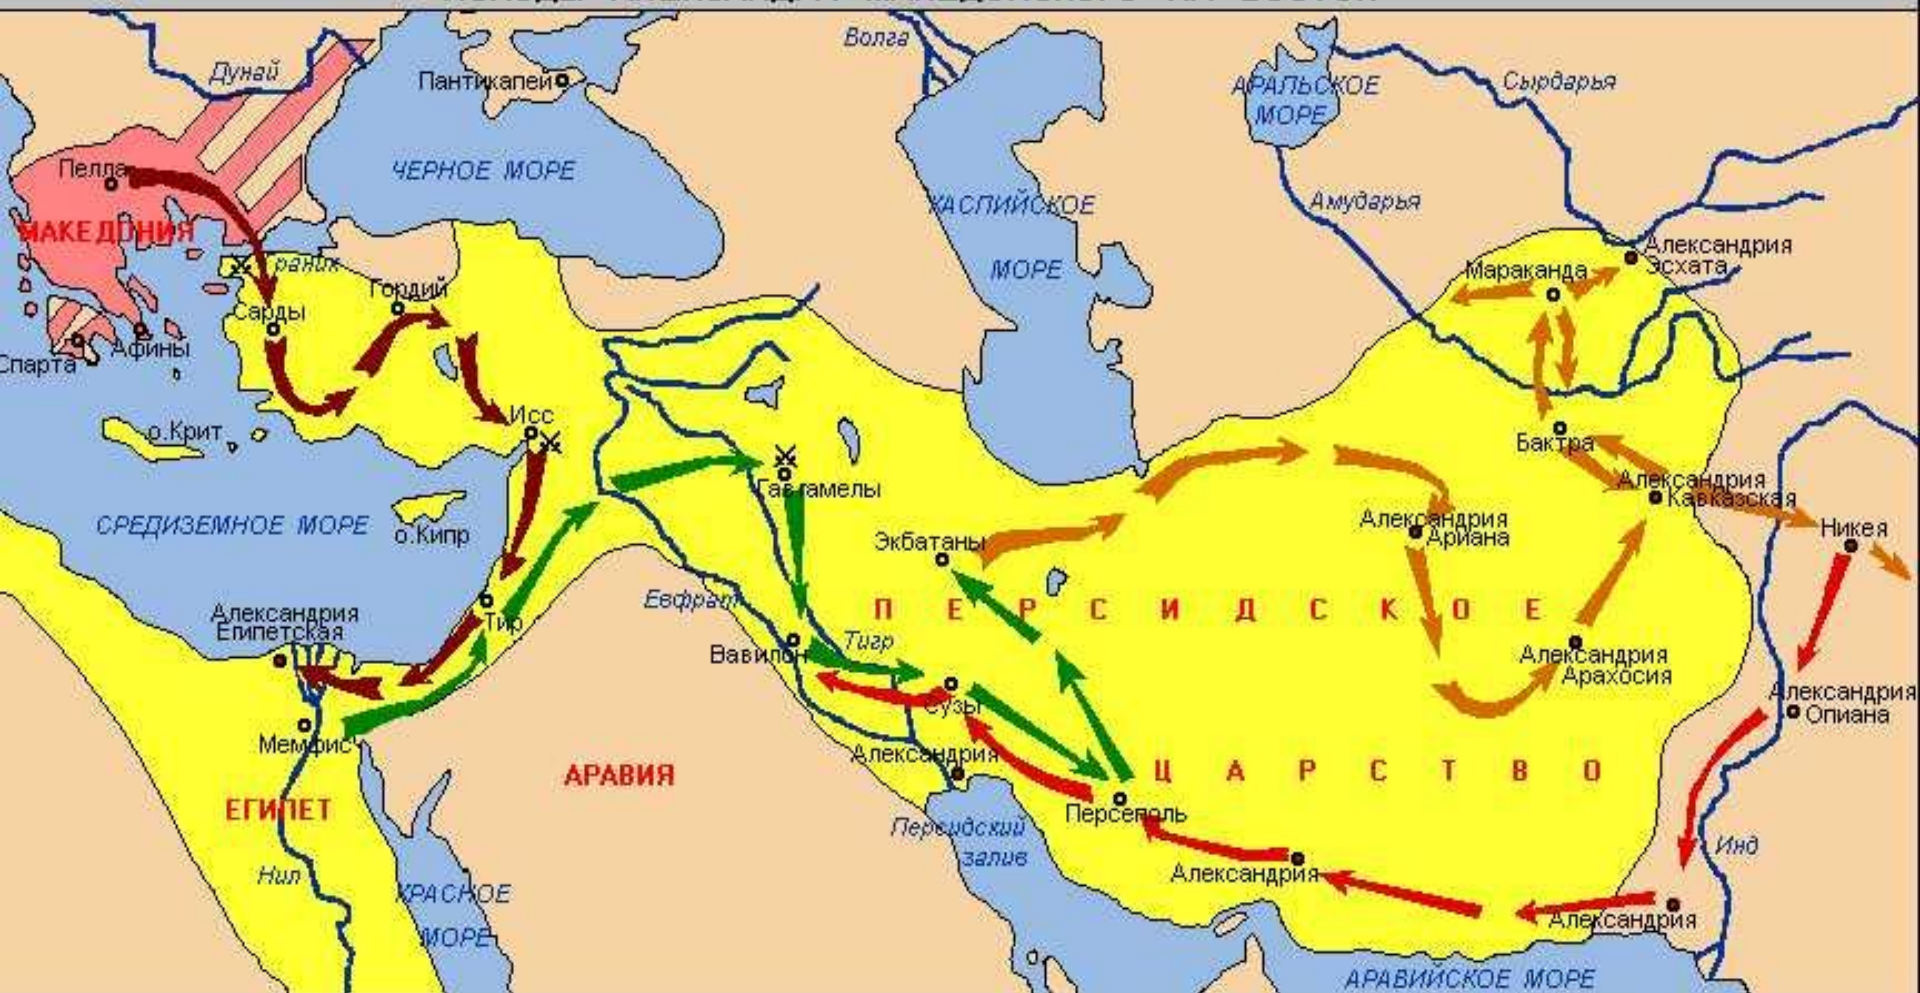 Волга
Дунай
Пантикапей
АРАЛЬСКОЕ
МОРЕ
Сырдарья
Пелла
ЧЕРНОЕ МОРЕ
КАСПИЙСКОЕ
МОРЕ
Амударья
МАКЕДОНИЯ
Александрия
Эсхата
Мараканда
Гордий
Сарды
Афины
Спарта
Исс
о.Крит
Бактра
Александрия
Кавказская
Гавгамелы
СРЕДИЗЕМНОЕ МОРЕ
о.Кипр
Экбатаны
Александрия
Ариана
Никея
Александрия
Египетская
Тир
Евфрат
ПЕРСИДСКОЕ
Вавилон
Тигр
Александрия
Арахосия
Сузы
Александрия
Опиана
Мемфис
Александрия
АРАВИЯ
ЦАРСТВО
ЕГИПЕТ
Персеполь
Персидский
залив
Инд
Нил
Александрия
КРАСНОЕ
МОРЕ
Александрия
АРАВИЙСКОЕ МОРЕ